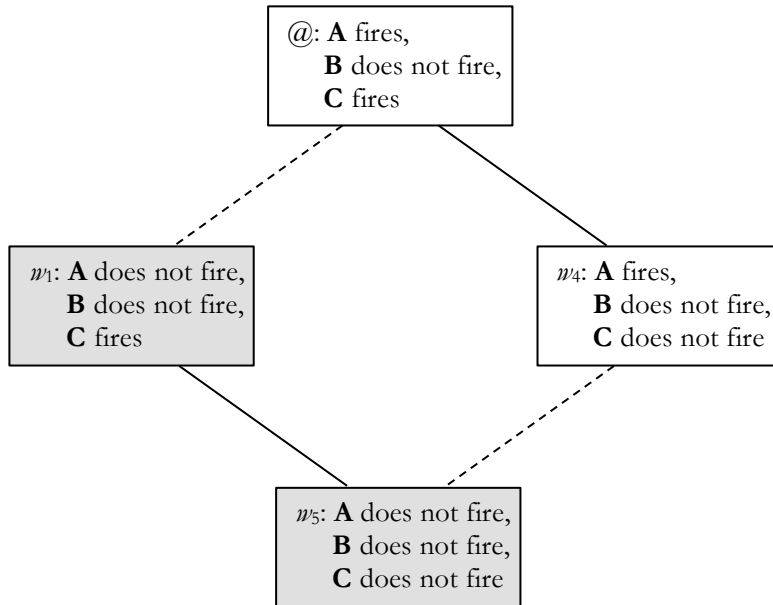 @: A fires,
B does not fire,
C fires
w₁: A does not fire,
B does not fire,
C fires
w₄: A fires,
B does not fire,
C does not fire
w₅: A does not fire,
B does not fire,
C does not fire